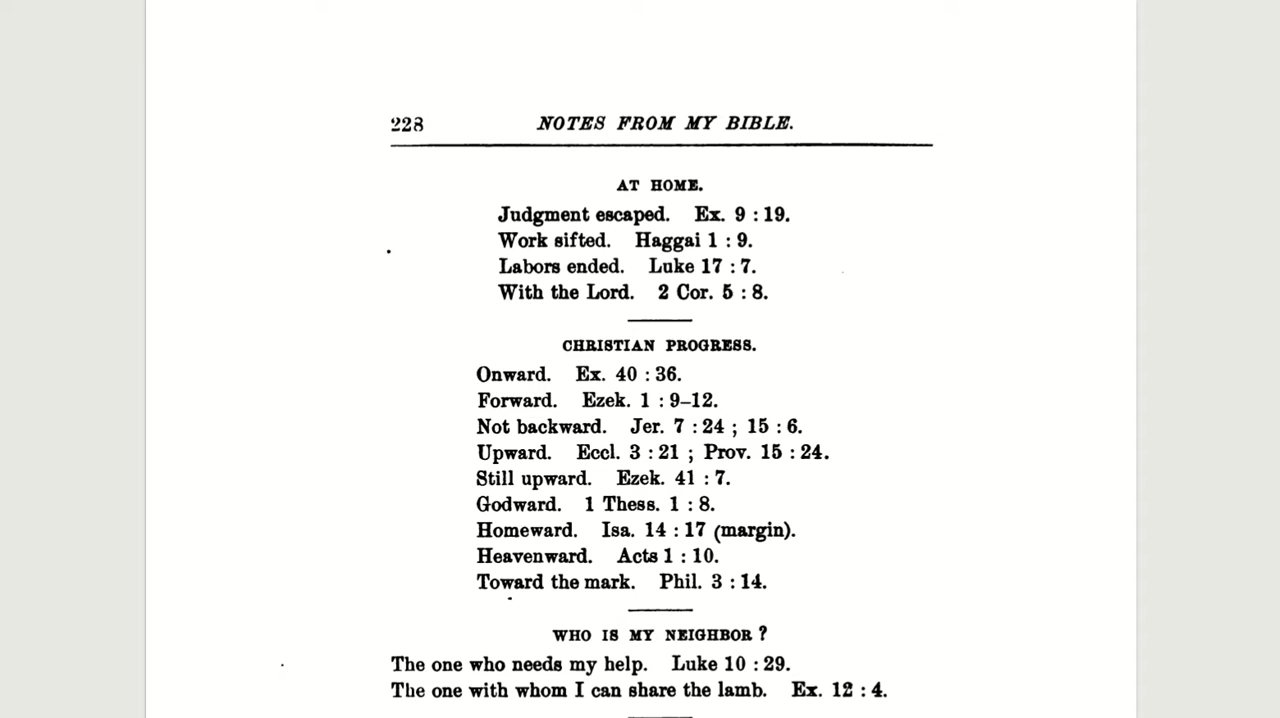 228 NOTES FROM MY BIBLE.
AT HOME.
Judgment escaped. Ex. 9 : 19.
Work sifted. Haggai 1 : 9.
Labors ended. Luke 17 : 7.
With the Lord. 2 Cor. 5 : 8.
CHRISTIAN PROGRESS.
Onward. Ex. 40 : 36.
Forward. Ezek. 1 : 9–12.
Not backward. Jer. 7 : 24 ; 15 : 6.
Upward. Eccl. 3 : 21 ; Prov. 15 : 24.
Still upward. Ezek. 41 : 7.
Godward. 1 Thess. 1 : 8.
Homeward. Isa. 14 : 17 (margin).
Heavenward. Acts 1 : 10.
Toward the mark. Phil. 3 : 14.
WHO IS MY NEIGHBOR ?
The one who needs my help. Luke 10 : 29.
The one with whom I can share the lamb. Ex. 12 : 4.